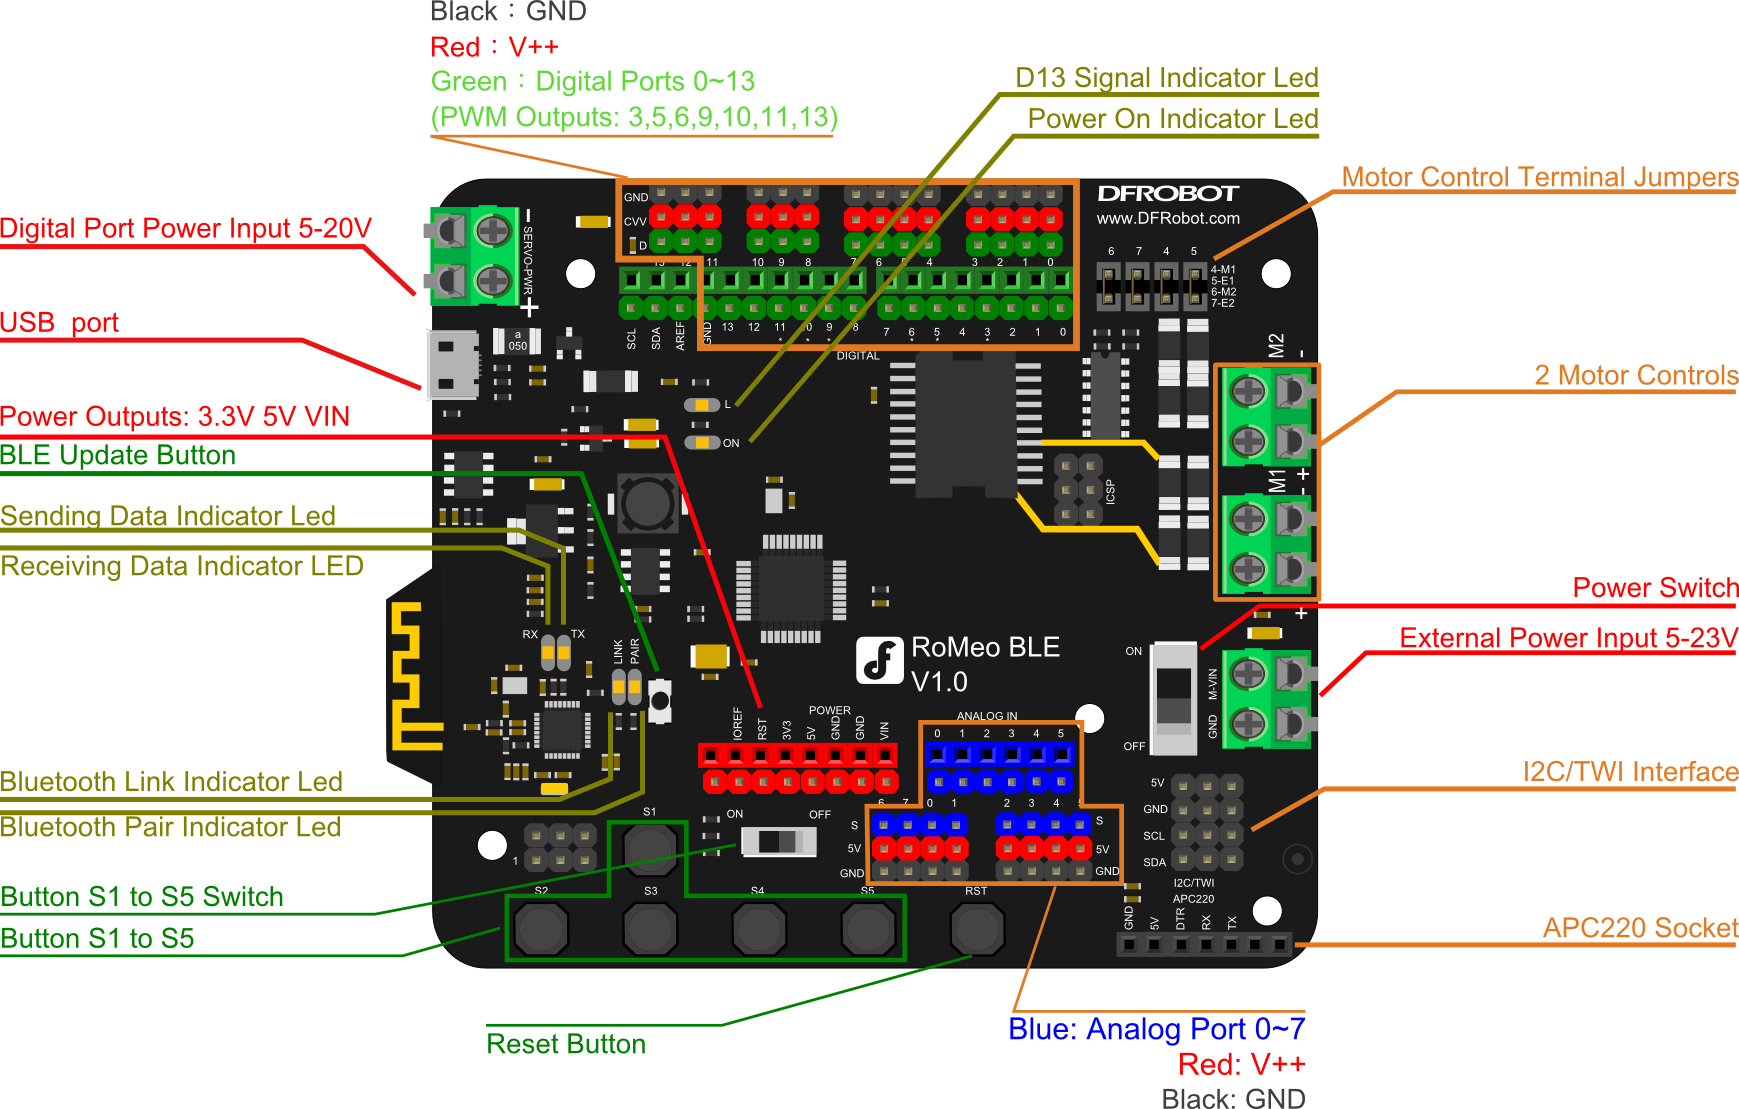 Black : GND
Red : V++
Green : Digital Ports 0~13
(PWM Outputs: 3,5,6,9,10,11,13)
D13 Signal Indicator Led
Power On Indicator Led
Motor Control Terminal Jumpers
DFROBOT
www.DFRobot.com
Digital Port Power Input 5-20V
- SERVO-PWR +
GND
CVV
D
13 12 11 10 9 8 7 6 5 4 3 2 1 0
6 7 4 5
4-M1
5-E1
6-M2
7-E2
USB port
a
050
SCL SDA AREF GND 13 12 11 10 9 8 7 6 5 4 3 2 1 0
* * * * * *
DIGITAL
M2 -
2 Motor Controls
Power Outputs: 3.3V 5V VIN
L
ON
BLE Update Button
M1 - +
ICSP
Sending Data Indicator Led
Receiving Data Indicator LED
Power Switch
+
RX TX
LINK PAIR
RoMeo BLE
V1.0
ON
OFF
External Power Input 5-23V
M-VIN
GND
POWER
IOREF RST 3V3 5V GND GND VIN
ANALOG IN
0 1 2 3 4 5
Bluetooth Link Indicator Led
Bluetooth Pair Indicator Led
I2C/TWI Interface
5V
GND
SCL
SDA
I2C/TWI
APC220
S1
ON OFF
6 7 0 1 2 3 4 5
S S
5V 5V
GND GND
1
Button S1 to S5 Switch
S2 S3 S4 S5 RST
Button S1 to S5
GND 5V DTR RX TX
APC220 Socket
Reset Button
Blue: Analog Port 0~7
Red: V++
Black: GND